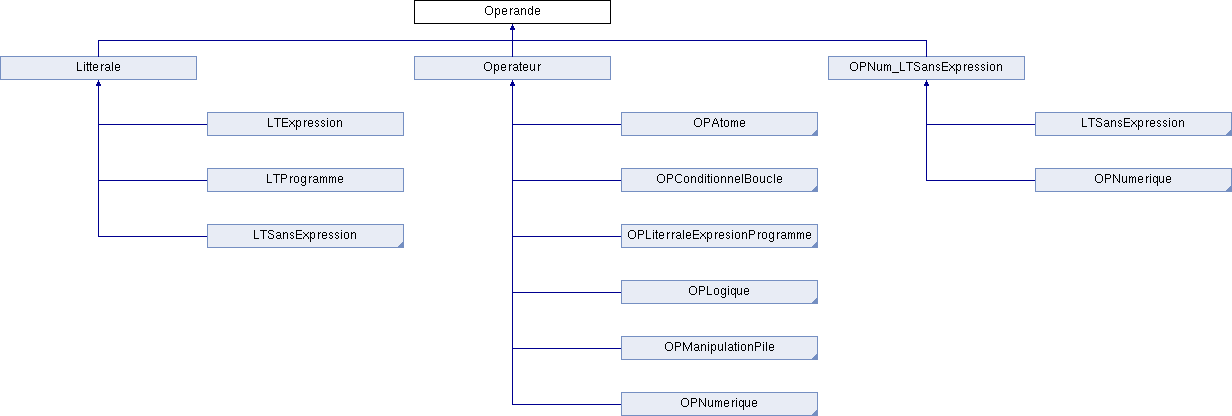 Operande
Litterale
Operateur
OPNum_LTSansExpression
LTExpression
OPAtome
LTSansExpression
LTProgramme
OPConditionnelBoucle
OPNumerique
LTSansExpression
OPLiterraleExpresionProgramme
OPLogique
OPManipulationPile
OPNumerique